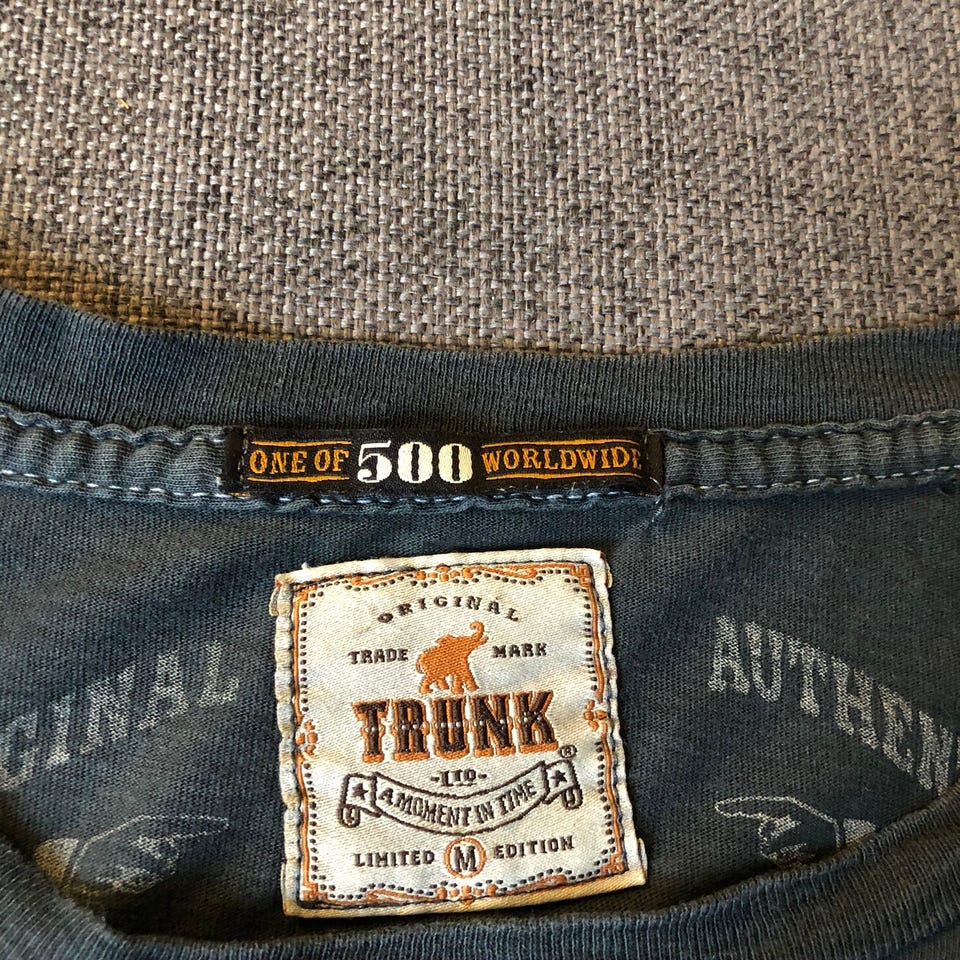 ONE OF 500 WORLDWIDE
ORIGINAL
TRADE MARK
TRUNK®
-LTD-
A MOMENT IN TIME
LIMITED M EDITION
GINAL
AUTHEN